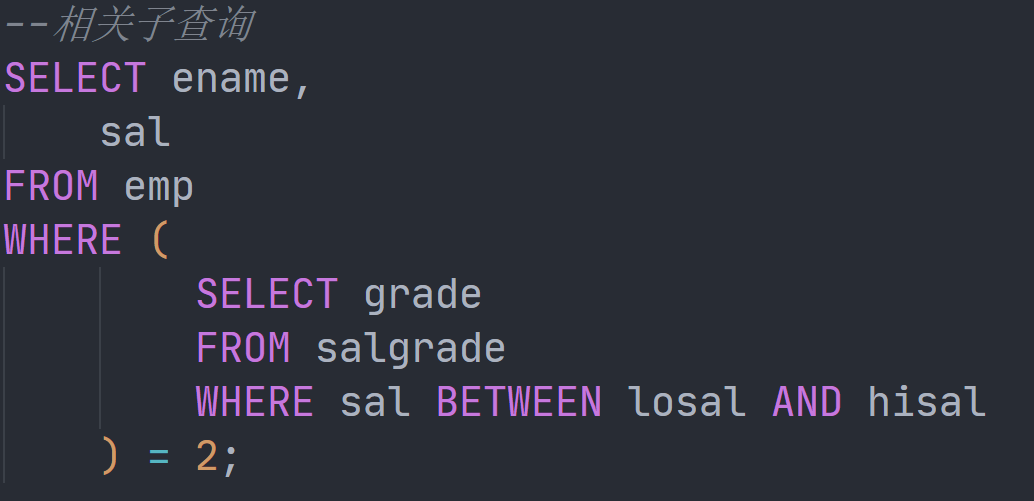 --相关子查询
SELECT ename,
    sal
FROM emp
WHERE (
        SELECT grade
        FROM salgrade
        WHERE sal BETWEEN losal AND hisal
    ) = 2;